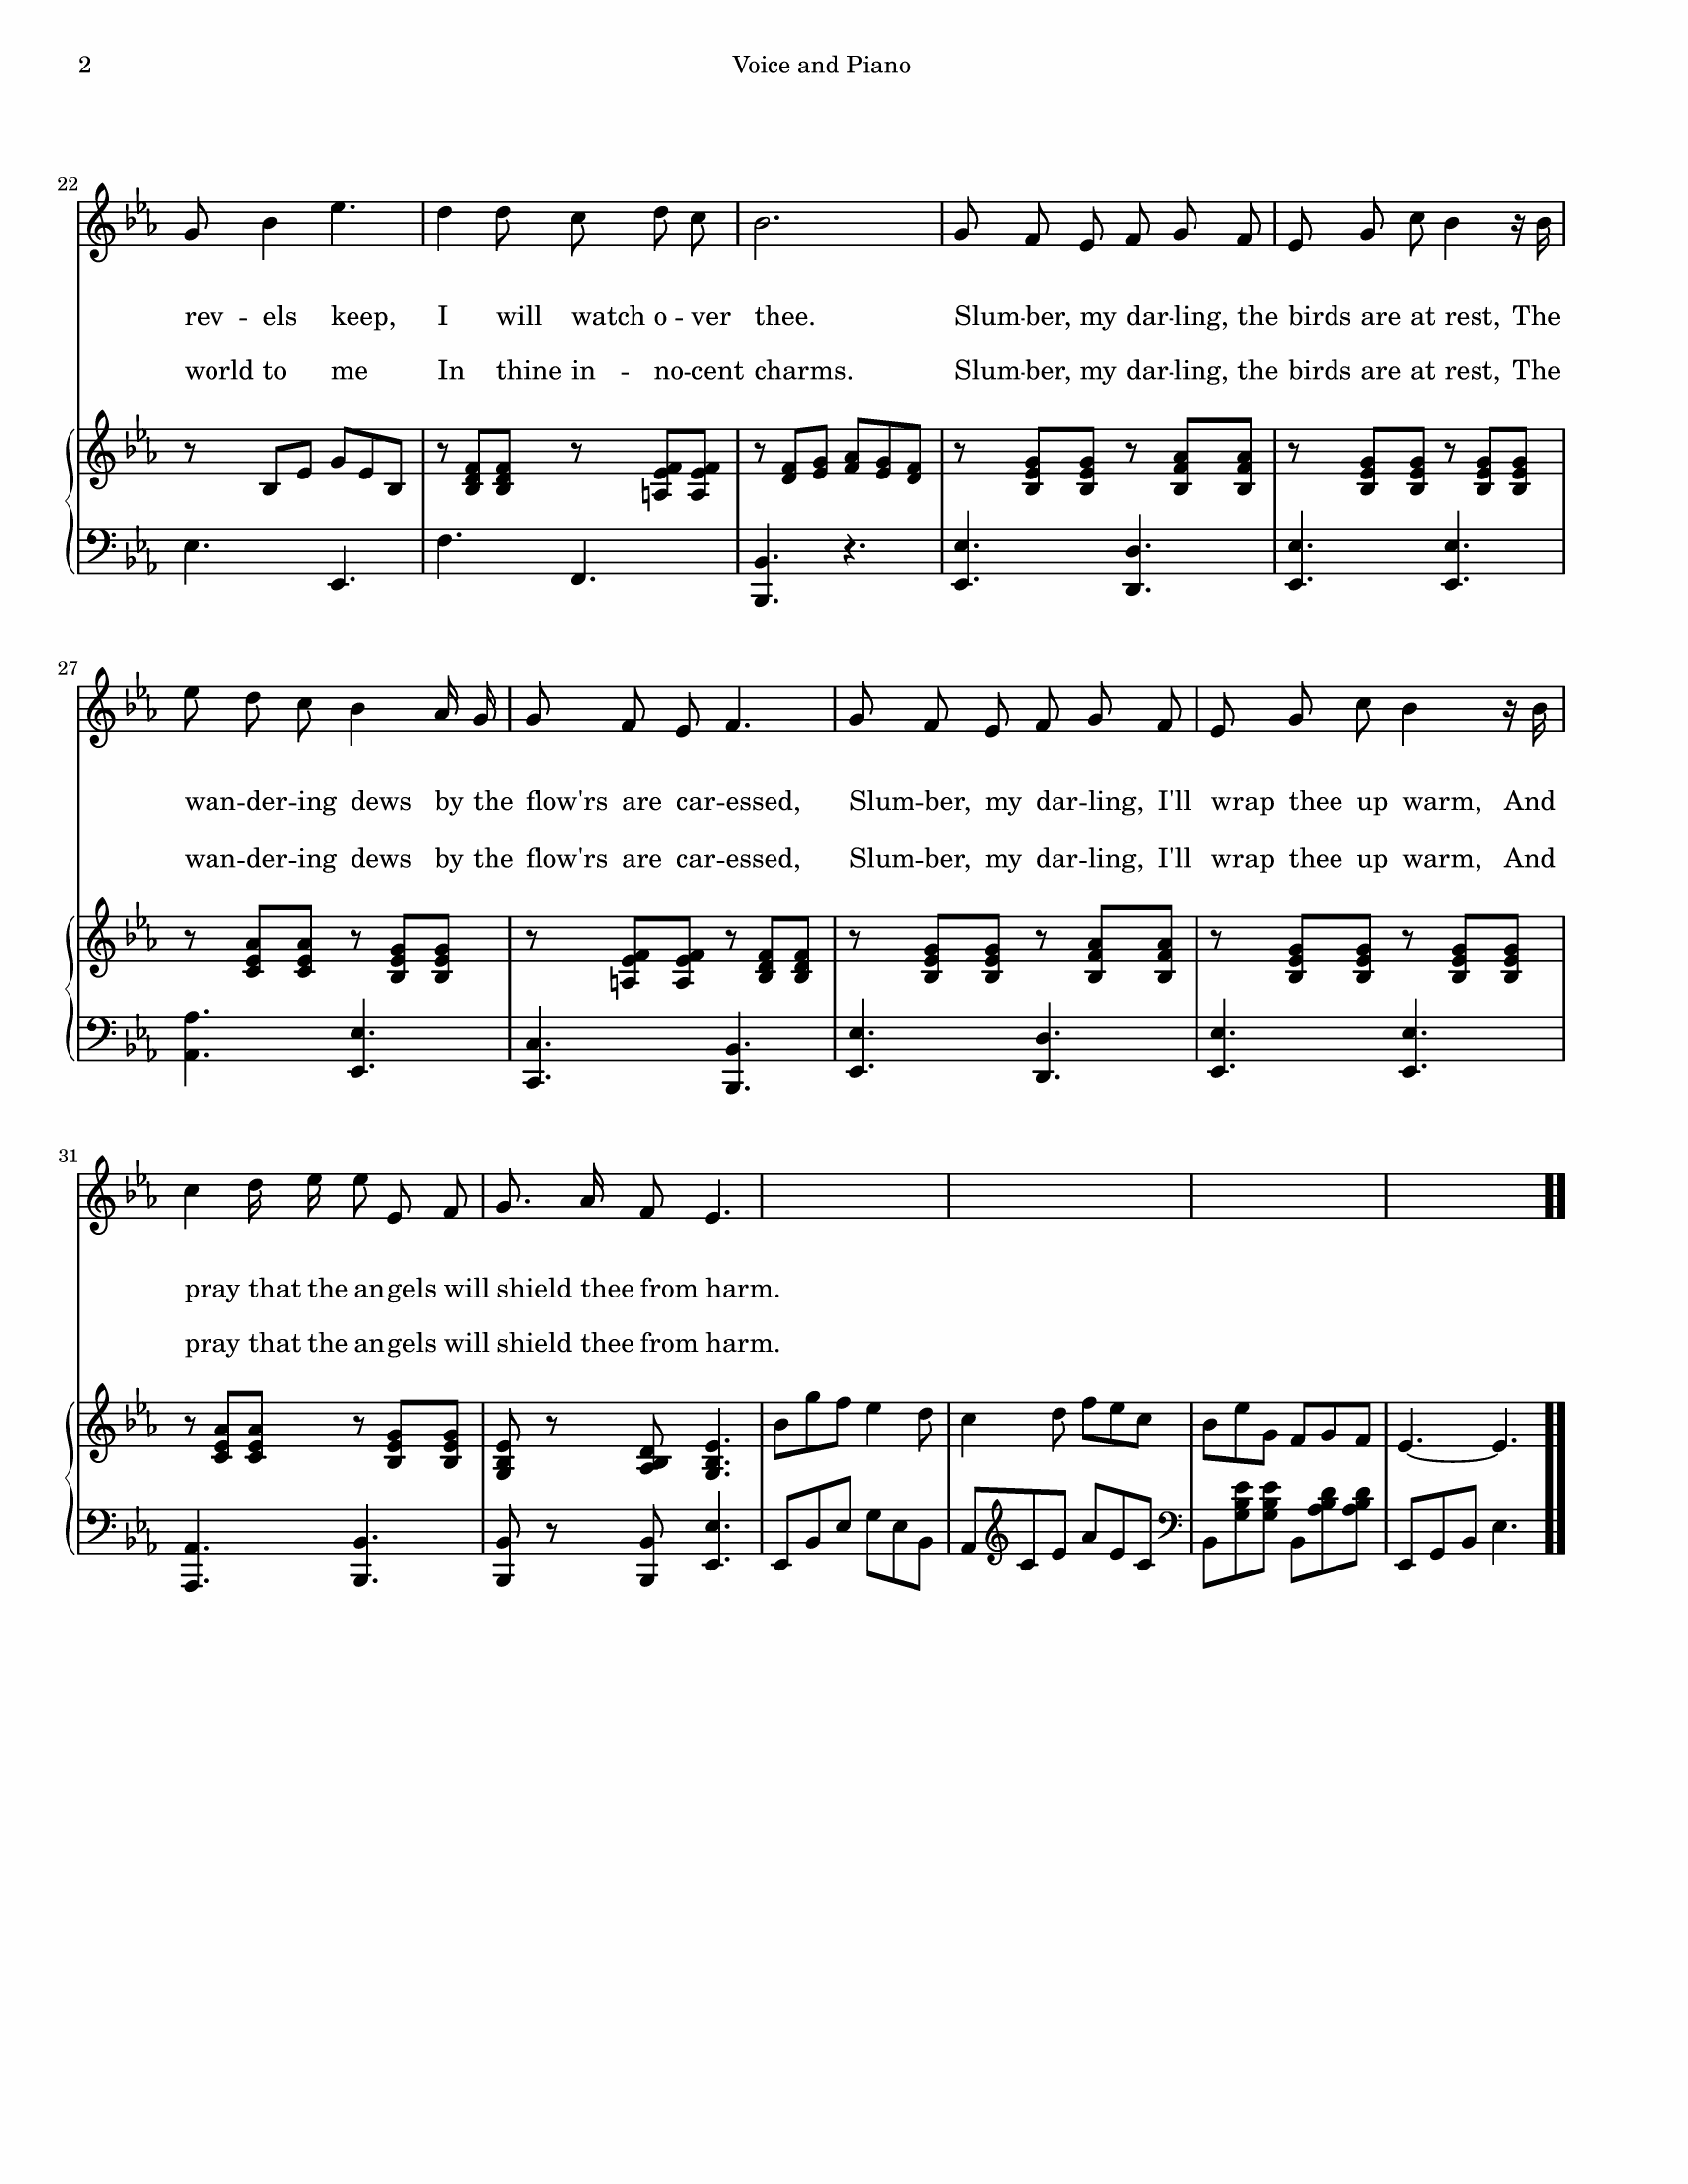 2 Voice and Piano
22
rev -- els keep, I will watch o -- ver thee. Slum -- ber, my dar -- ling, the birds are at rest, The
world to me In thine in -- no -- cent charms. Slum -- ber, my dar -- ling, the birds are at rest, The
27
wan -- der -- ing dews by the flow'rs are car -- essed, Slum -- ber, my dar -- ling, I'll wrap thee up warm, And
wan -- der -- ing dews by the flow'rs are car -- essed, Slum -- ber, my dar -- ling, I'll wrap thee up warm, And
31
pray that the angels will shield thee from harm.
pray that the angels will shield thee from harm.